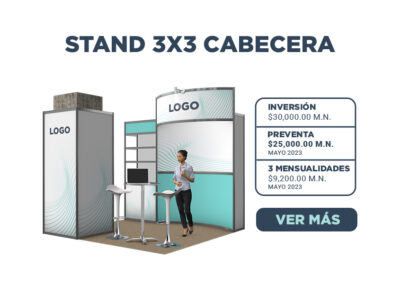 STAND 3X3 CABECERA
LOGO
LOGO
INVERSIÓN
$30,000.00 M.N.
PREVENTA
$25,000.00 M.N.
MAYO 2023
3 MENSUALIDADES
$9,200.00 M.N.
MAYO 2023
VER MÁS